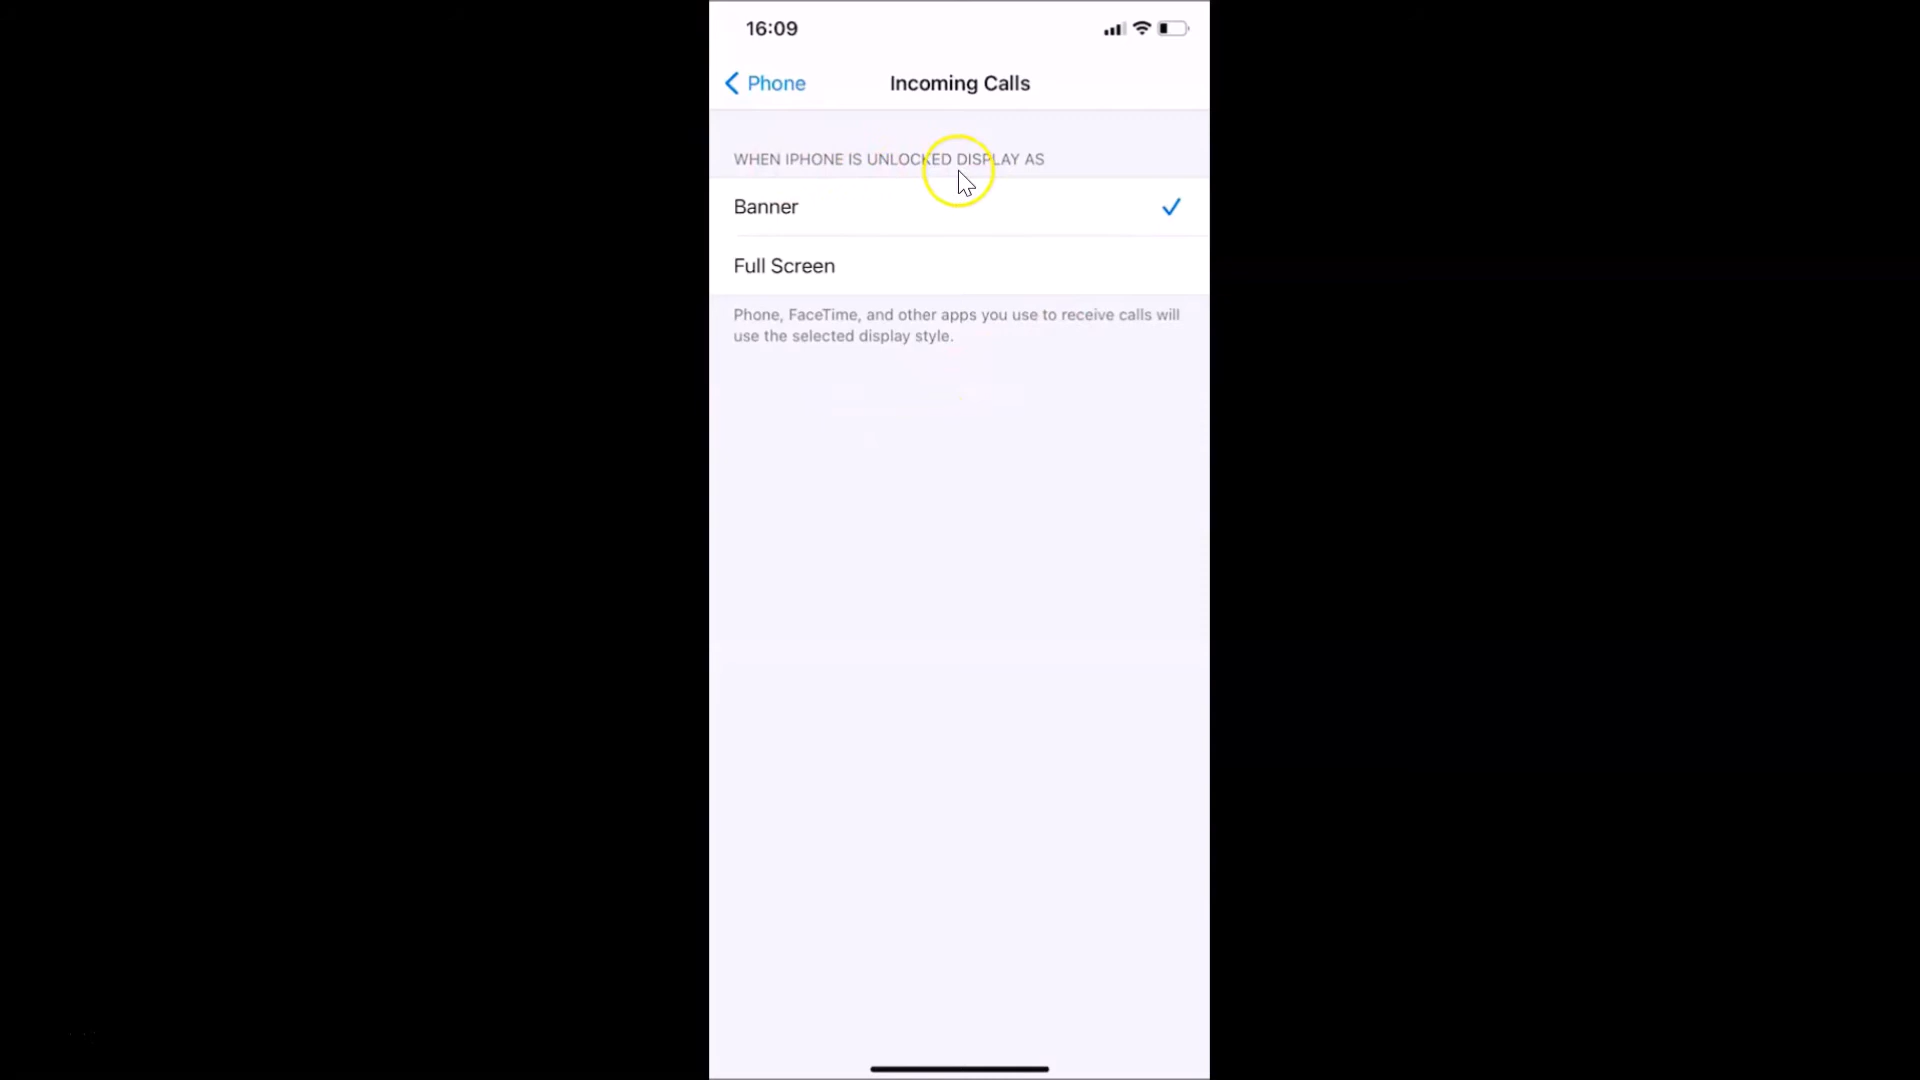 16:09
Phone
Incoming Calls
WHEN IPHONE IS UNLOCKED DISPLAY AS
Banner
Full Screen
Phone, FaceTime, and other apps you use to receive calls will
use the selected display style.